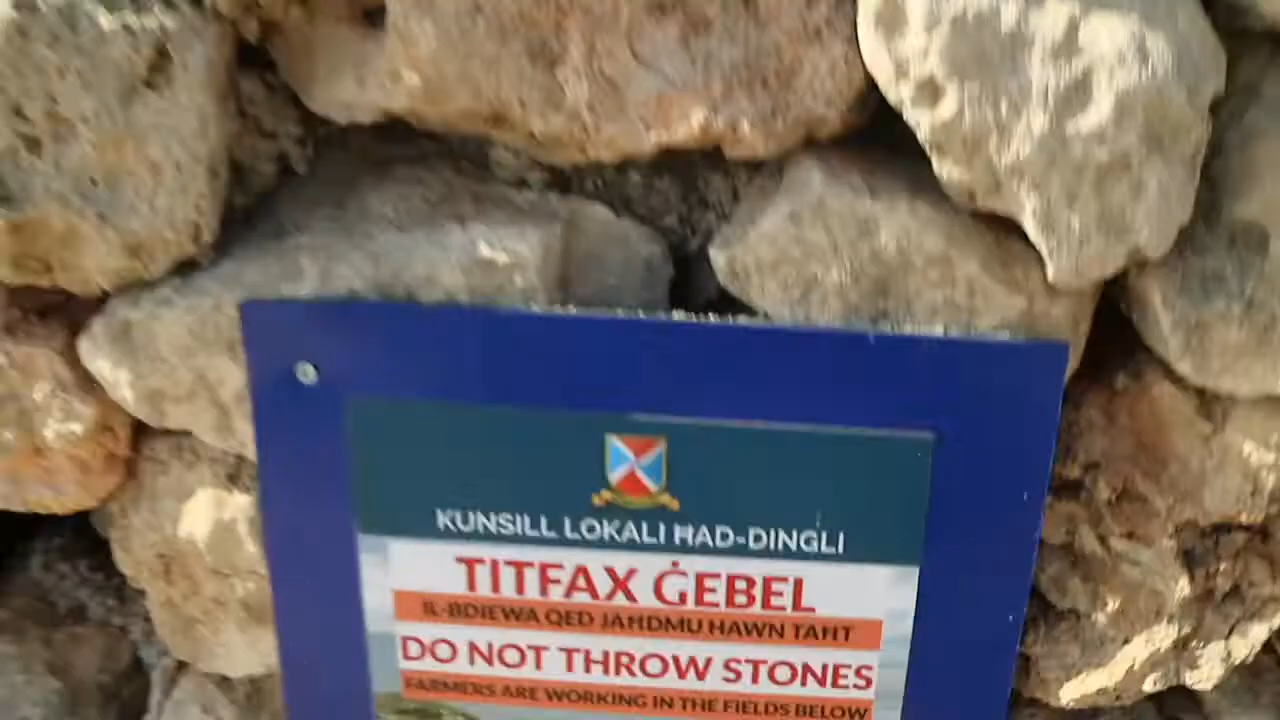 KUNSILL LOKALI ĦAD-DINGLI
TITFAX ĠEBEL
IL-BDIEWA QED JAĦDMU HAWN TAĦT
DO NOT THROW STONES
FARMERS ARE WORKING IN THE FIELDS BELOW